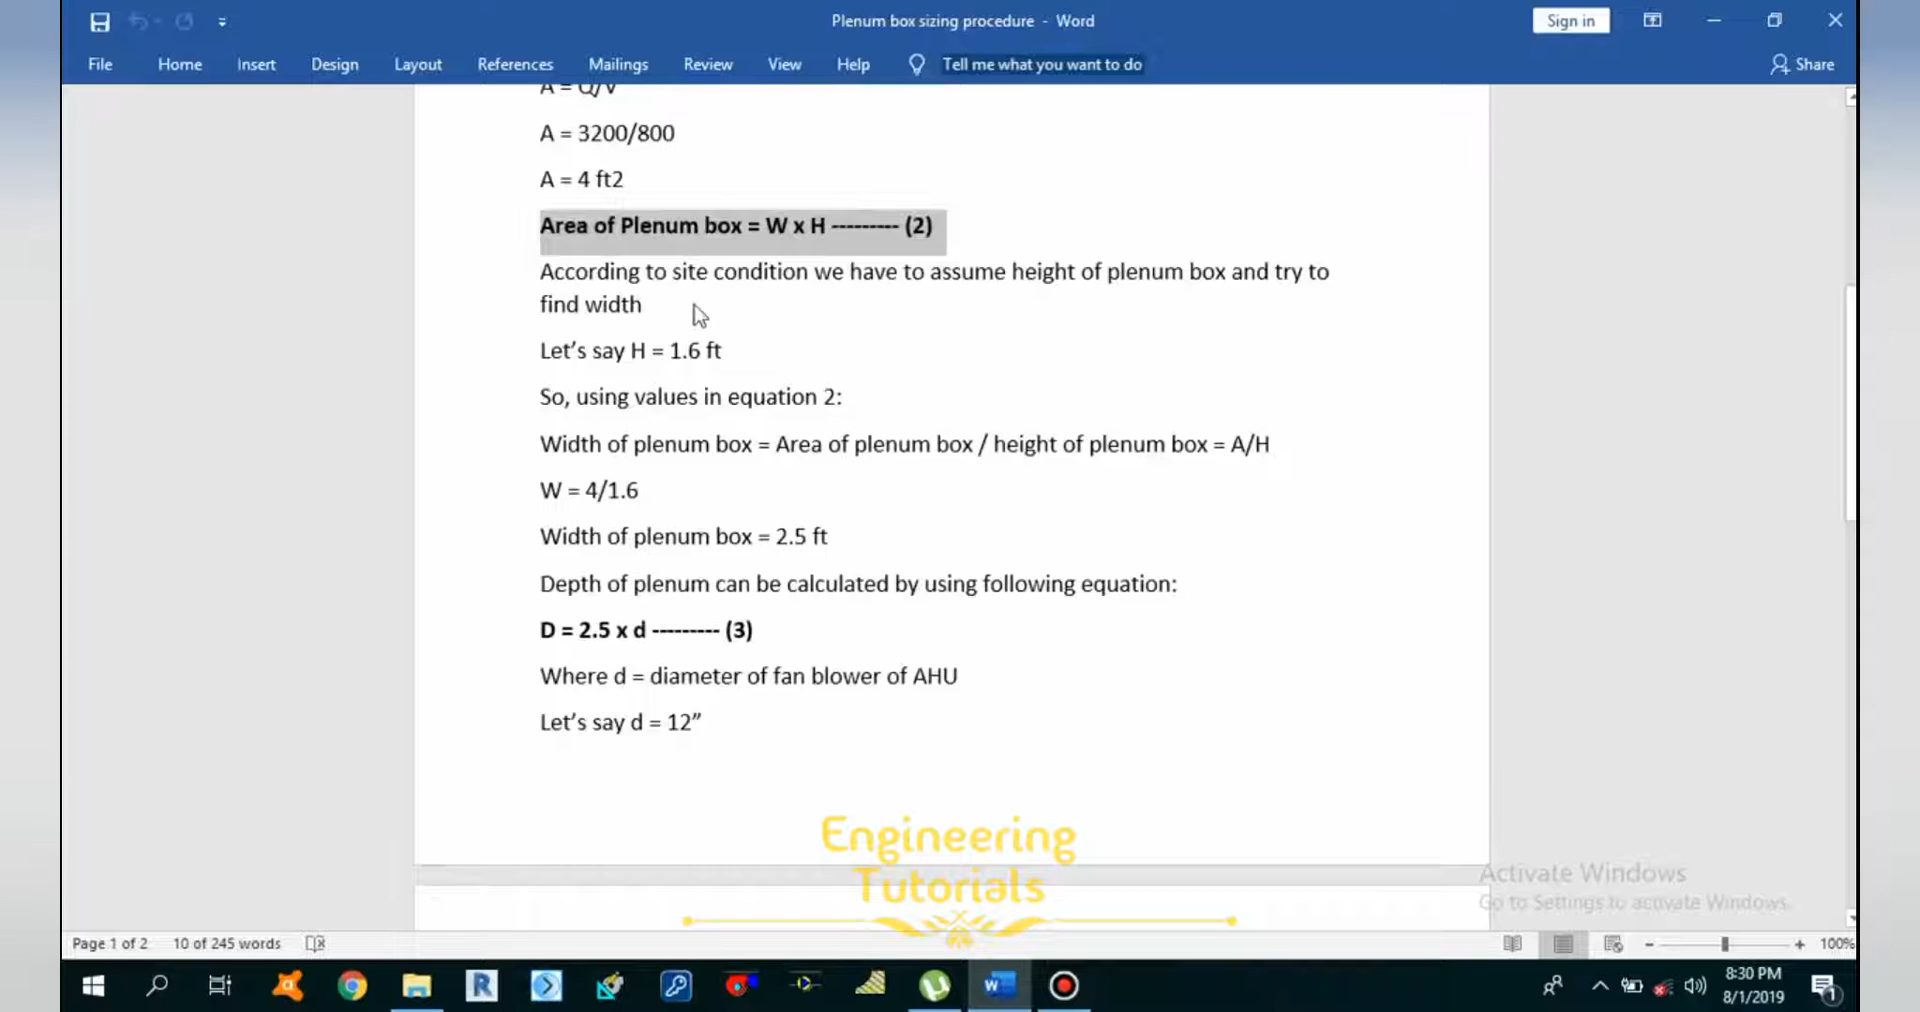 Plenum box sizing procedure - Word
Sign in
File Home Insert Design Layout References Mailings Review View Help Tell me what you want to do Share
A = Q/V
A = 3200/800
A = 4 ft2
Area of Plenum box = W x H --------- (2)
According to site condition we have to assume height of plenum box and try to
find width
Let’s say H = 1.6 ft
So, using values in equation 2:
Width of plenum box = Area of plenum box / height of plenum box = A/H
W = 4/1.6
Width of plenum box = 2.5 ft
Depth of plenum can be calculated by using following equation:
D = 2.5 x d --------- (3)
Where d = diameter of fan blower of AHU
Let’s say d = 12”
Engineering
Tutorials
Activate Windows
Go to Settings to activate Windows.
Page 1 of 2 10 of 245 words 100%
8:30 PM
8/1/2019
1